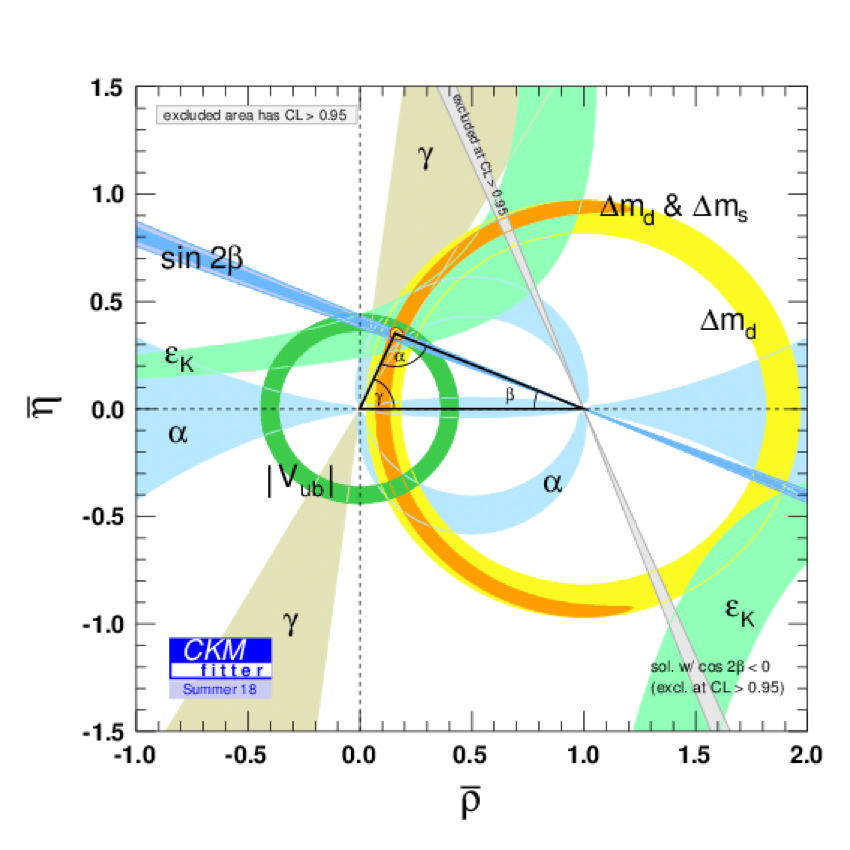 1.5
excluded area has CL > 0.95
excluded at CL > 0.95
γ
1.0
Δm_d & Δm_s
sin 2β
0.5
Δm_d
ε_K
α
γ
β
0.0
η̄
α
|V_ub|
α
-0.5
ε_K
γ
-1.0
CKM
fitter
Summer 18
sol. w/ cos 2β < 0
(excl. at CL > 0.95)
-1.5
-1.0 -0.5 0.0 0.5 1.0 1.5 2.0
ρ̄